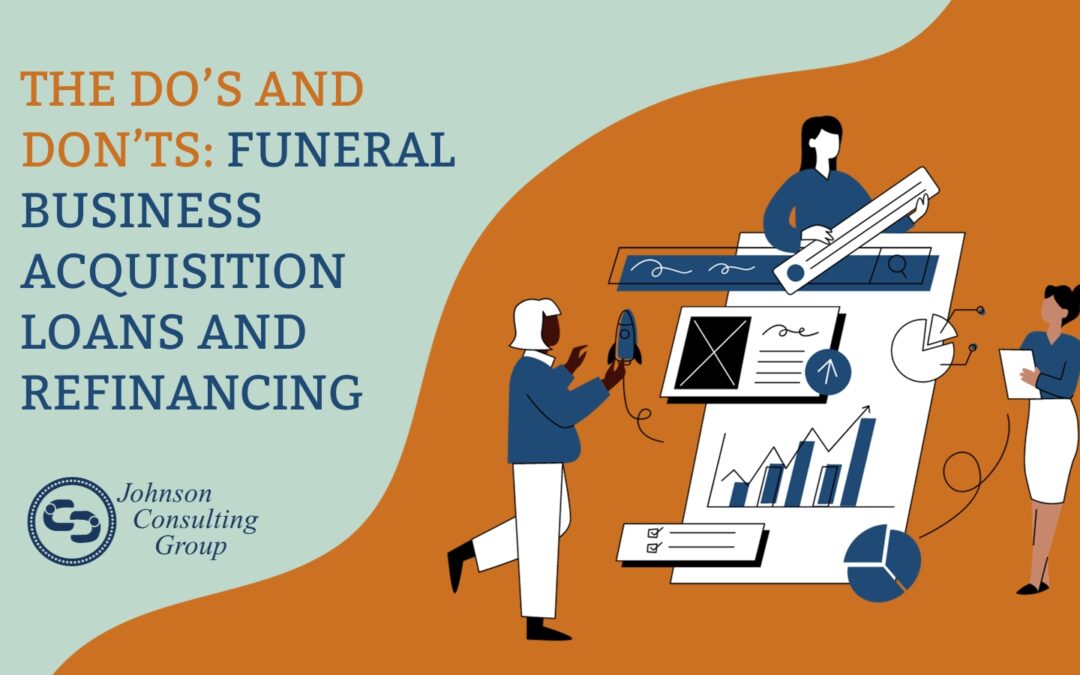 THE DO’S AND
DON’TS: FUNERAL
BUSINESS
ACQUISITION
LOANS AND
REFINANCING
Johnson
Consulting
Group